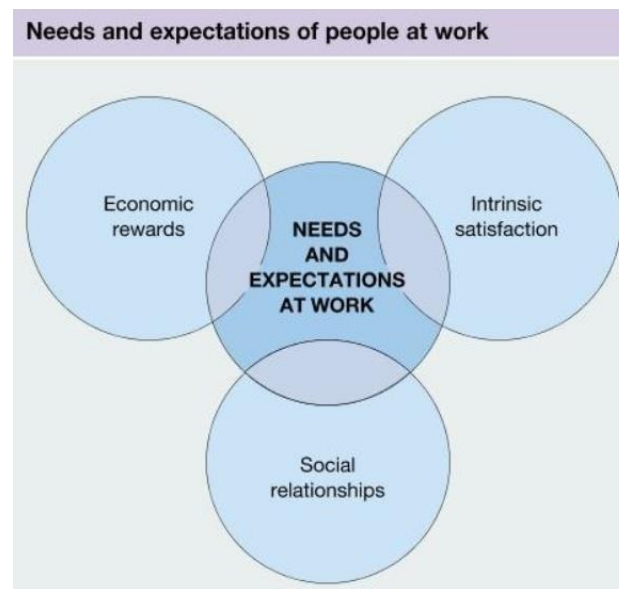 Needs and expectations of people at work
Economic
rewards
NEEDS
AND
EXPECTATIONS
AT WORK
Intrinsic
satisfaction
Social
relationships